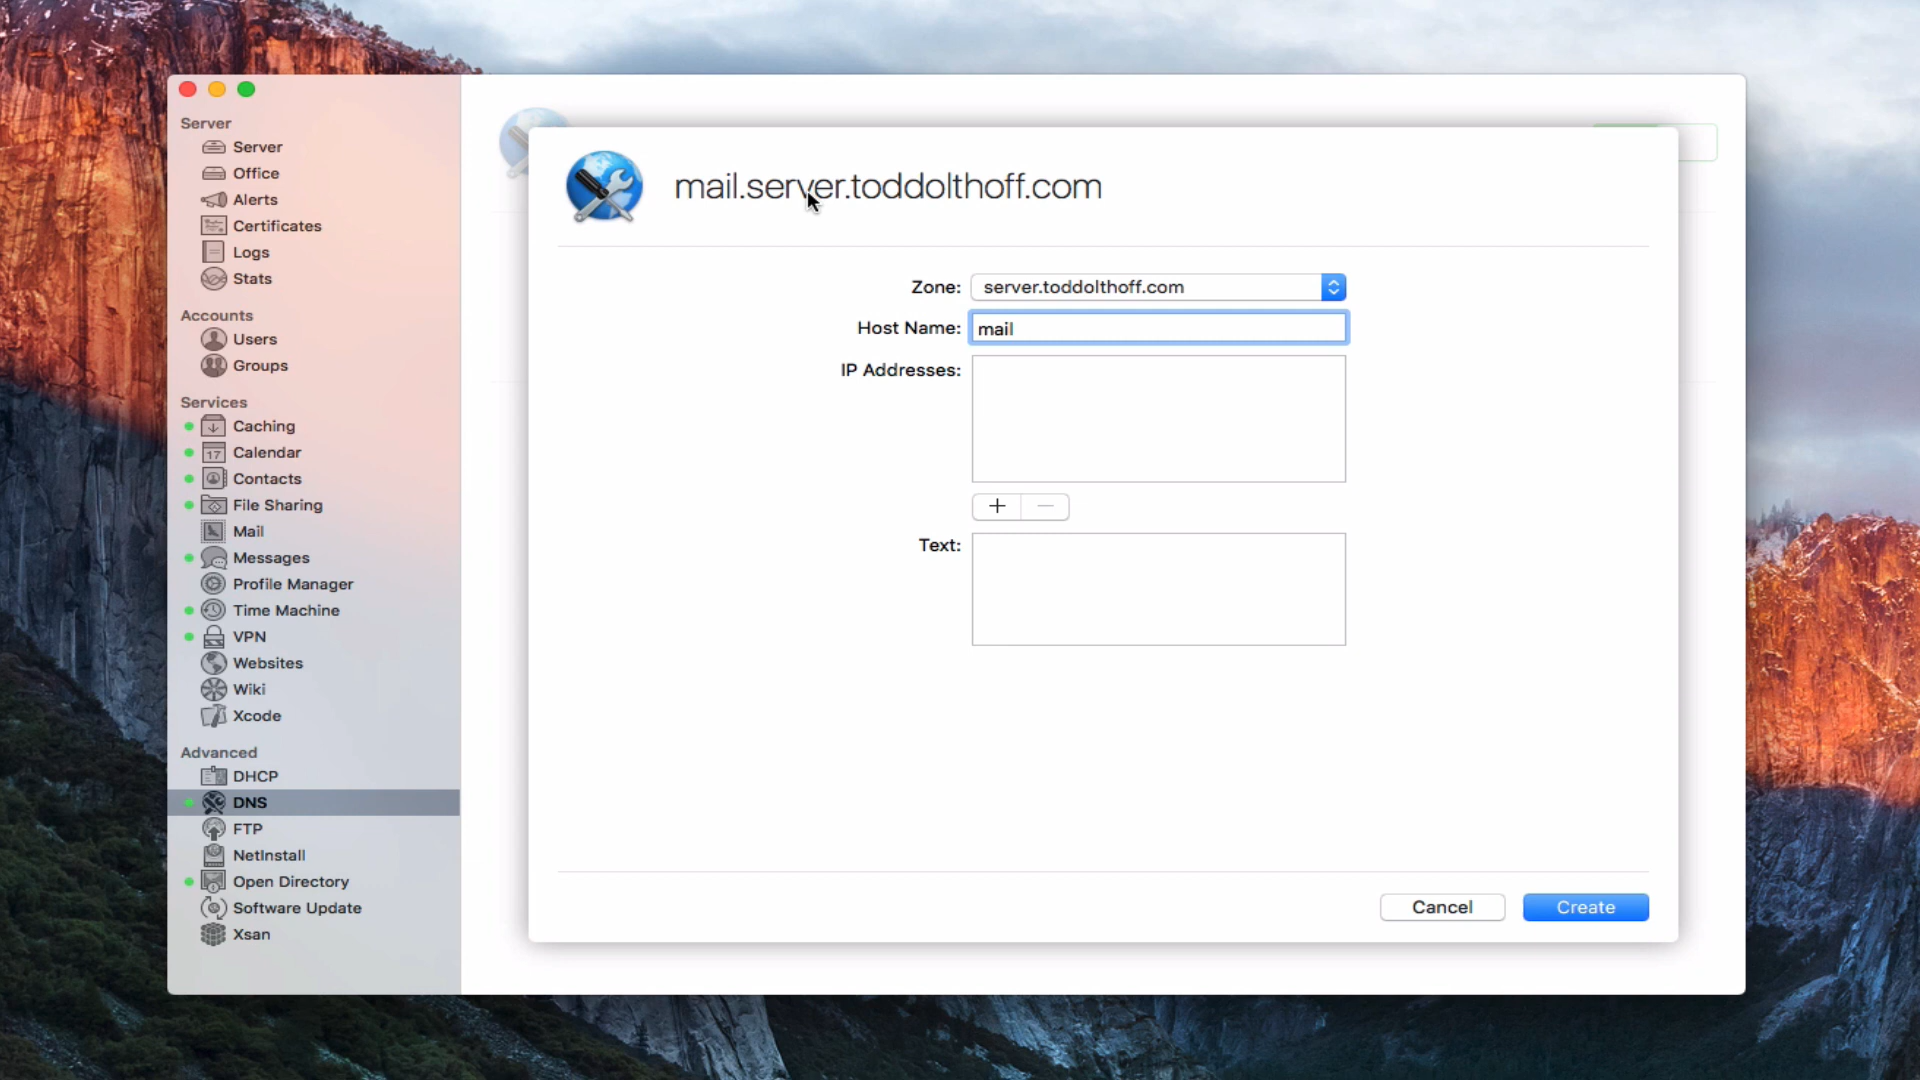 Server
Server
Office
Alerts
Certificates
Logs
Stats
Accounts
Users
Groups
Services
Caching
17
Calendar
Contacts
File Sharing
Mail
Messages
Profile Manager
Time Machine
VPN
Websites
Wiki
Xcode
Advanced
DHCP
DNS
FTP
NetInstall
Open Directory
Software Update
Xsan
mail.server.toddolthoff.com
Zone: server.toddolthoff.com
Host Name: mail
IP Addresses:
Text:
Cancel
Create